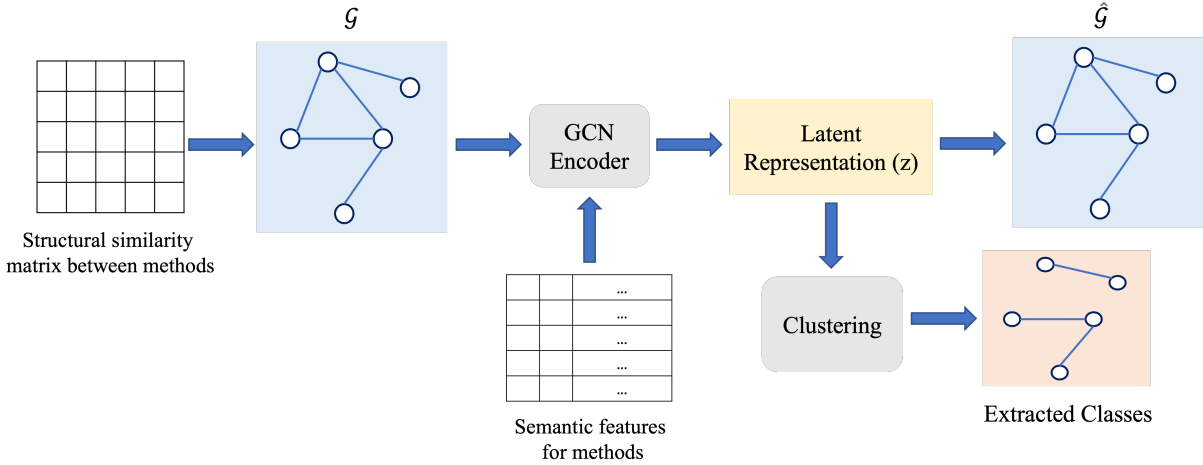 𝒢
Structural similarity
matrix between methods
GCN
Encoder
...
...
...
...
...
Semantic features
for methods
Latent
Representation (z)
Clustering
𝒢̂
Extracted Classes